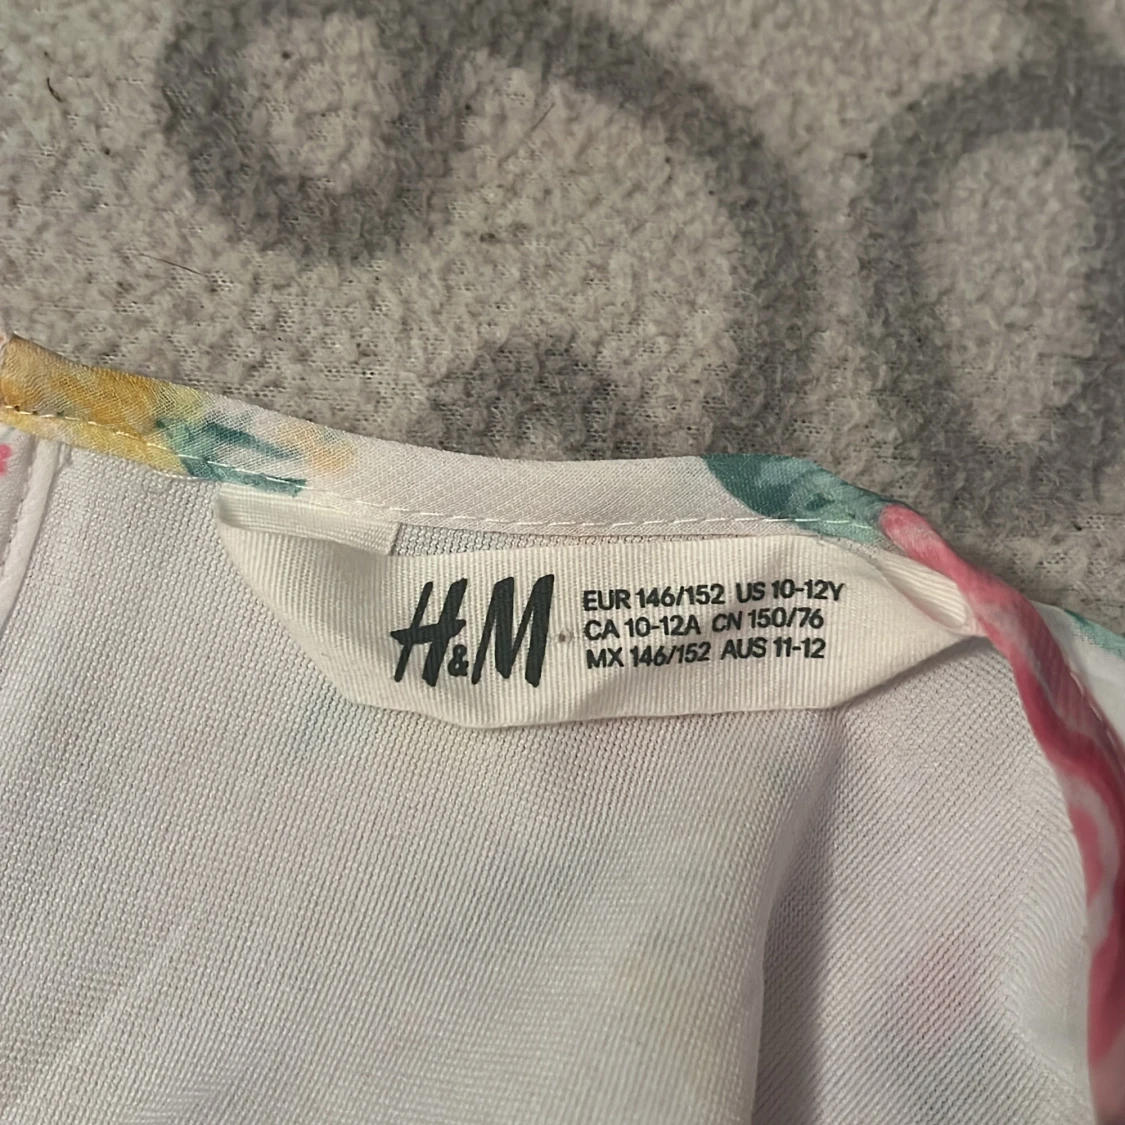 H&M
EUR 146/152 US 10-12Y
CA 10-12A CN 150/76
MX 146/152 AUS 11-12